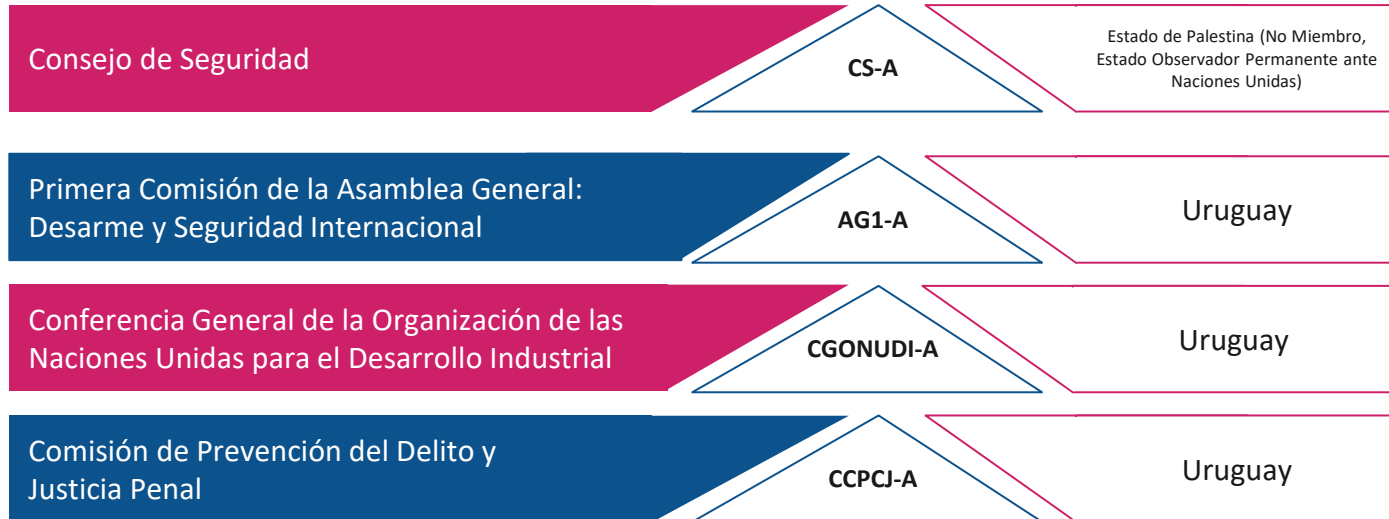 Consejo de Seguridad
CS-A
Estado de Palestina (No Miembro,
Estado Observador Permanente ante
Naciones Unidas)
Primera Comisión de la Asamblea General:
Desarme y Seguridad Internacional
AG1-A
Uruguay
Conferencia General de la Organización de las
Naciones Unidas para el Desarrollo Industrial
CGONUDI-A
Uruguay
Comisión de Prevención del Delito y
Justicia Penal
CCPCJ-A
Uruguay